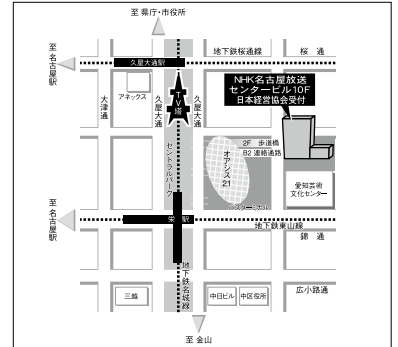 至 県庁・市役所
至 名古屋駅
地下鉄桜通線
桜 通
久屋大通駅
大津通
アネックス
久屋大通
TV塔
久屋大通
NHK名古屋放送
センタービル10F
日本経営協会受付
2F 歩道橋
B2 連絡通路
セントラルパーク
オアシス21
愛知芸術
文化センター
バスターミナル
至 名古屋駅
栄駅
地下鉄東山線
錦 通
地下鉄名城線
三越
中日ビル
中区役所
広小路通
至 金山